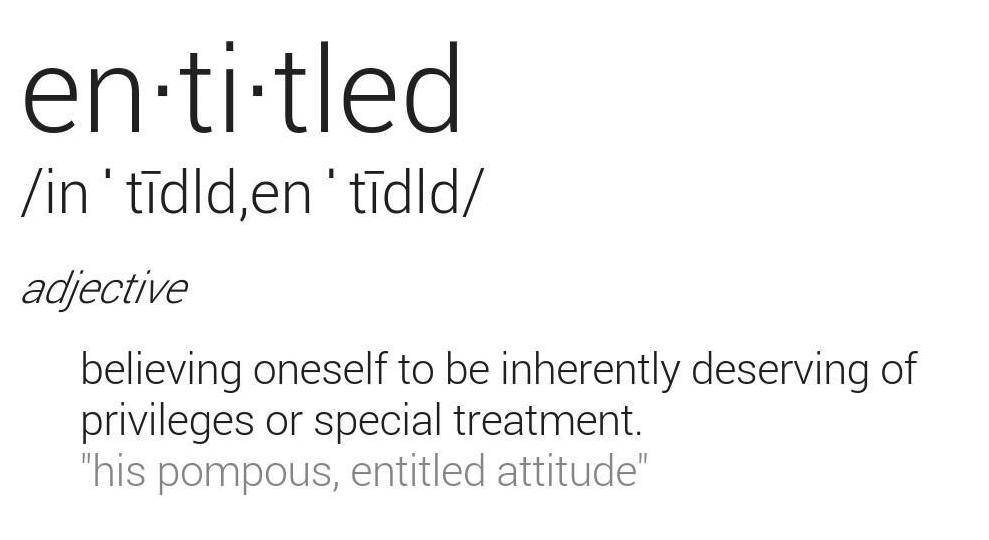 en·ti·tled
/inˈtīdld,enˈtīdld/
adjective
believing oneself to be inherently deserving of
privileges or special treatment.
"his pompous, entitled attitude"